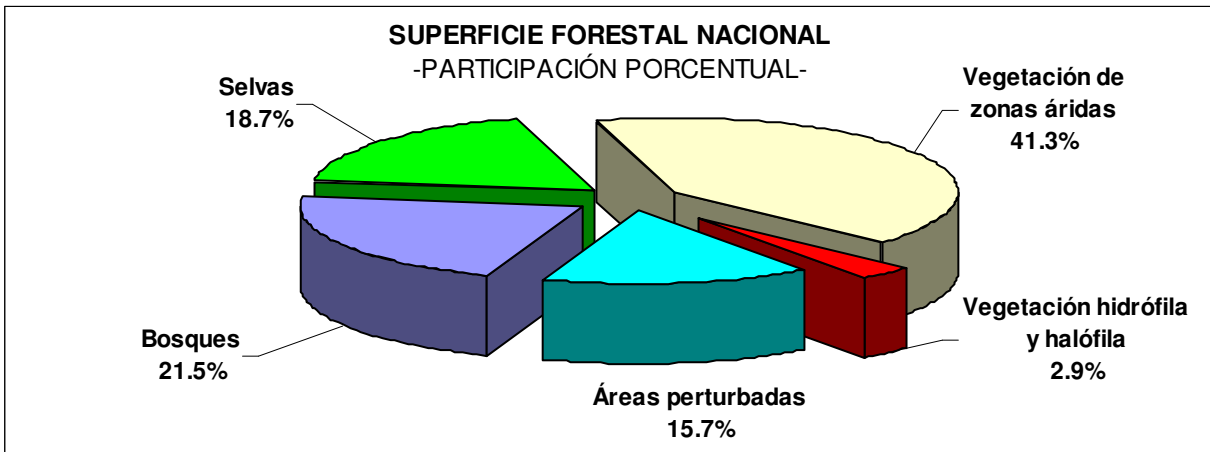 SUPERFICIE FORESTAL NACIONAL
-PARTICIPACIÓN PORCENTUAL-
Selvas
18.7%
Vegetación de
zonas áridas
41.3%
Bosques
21.5%
Áreas perturbadas
15.7%
Vegetación hidrófila
y halófila
2.9%